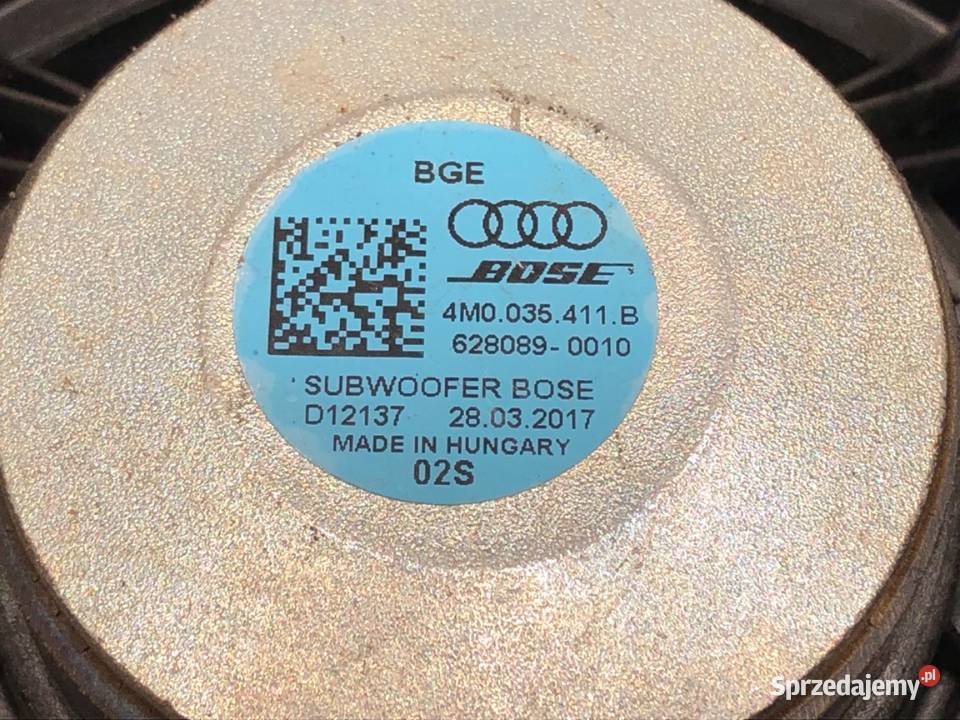 BGE
BOSE
4M0.035.411.B
628089-0010
SUBWOOFER BOSE
D12137 28.03.2017
MADE IN HUNGARY
02S
Sprzedajemy.pl